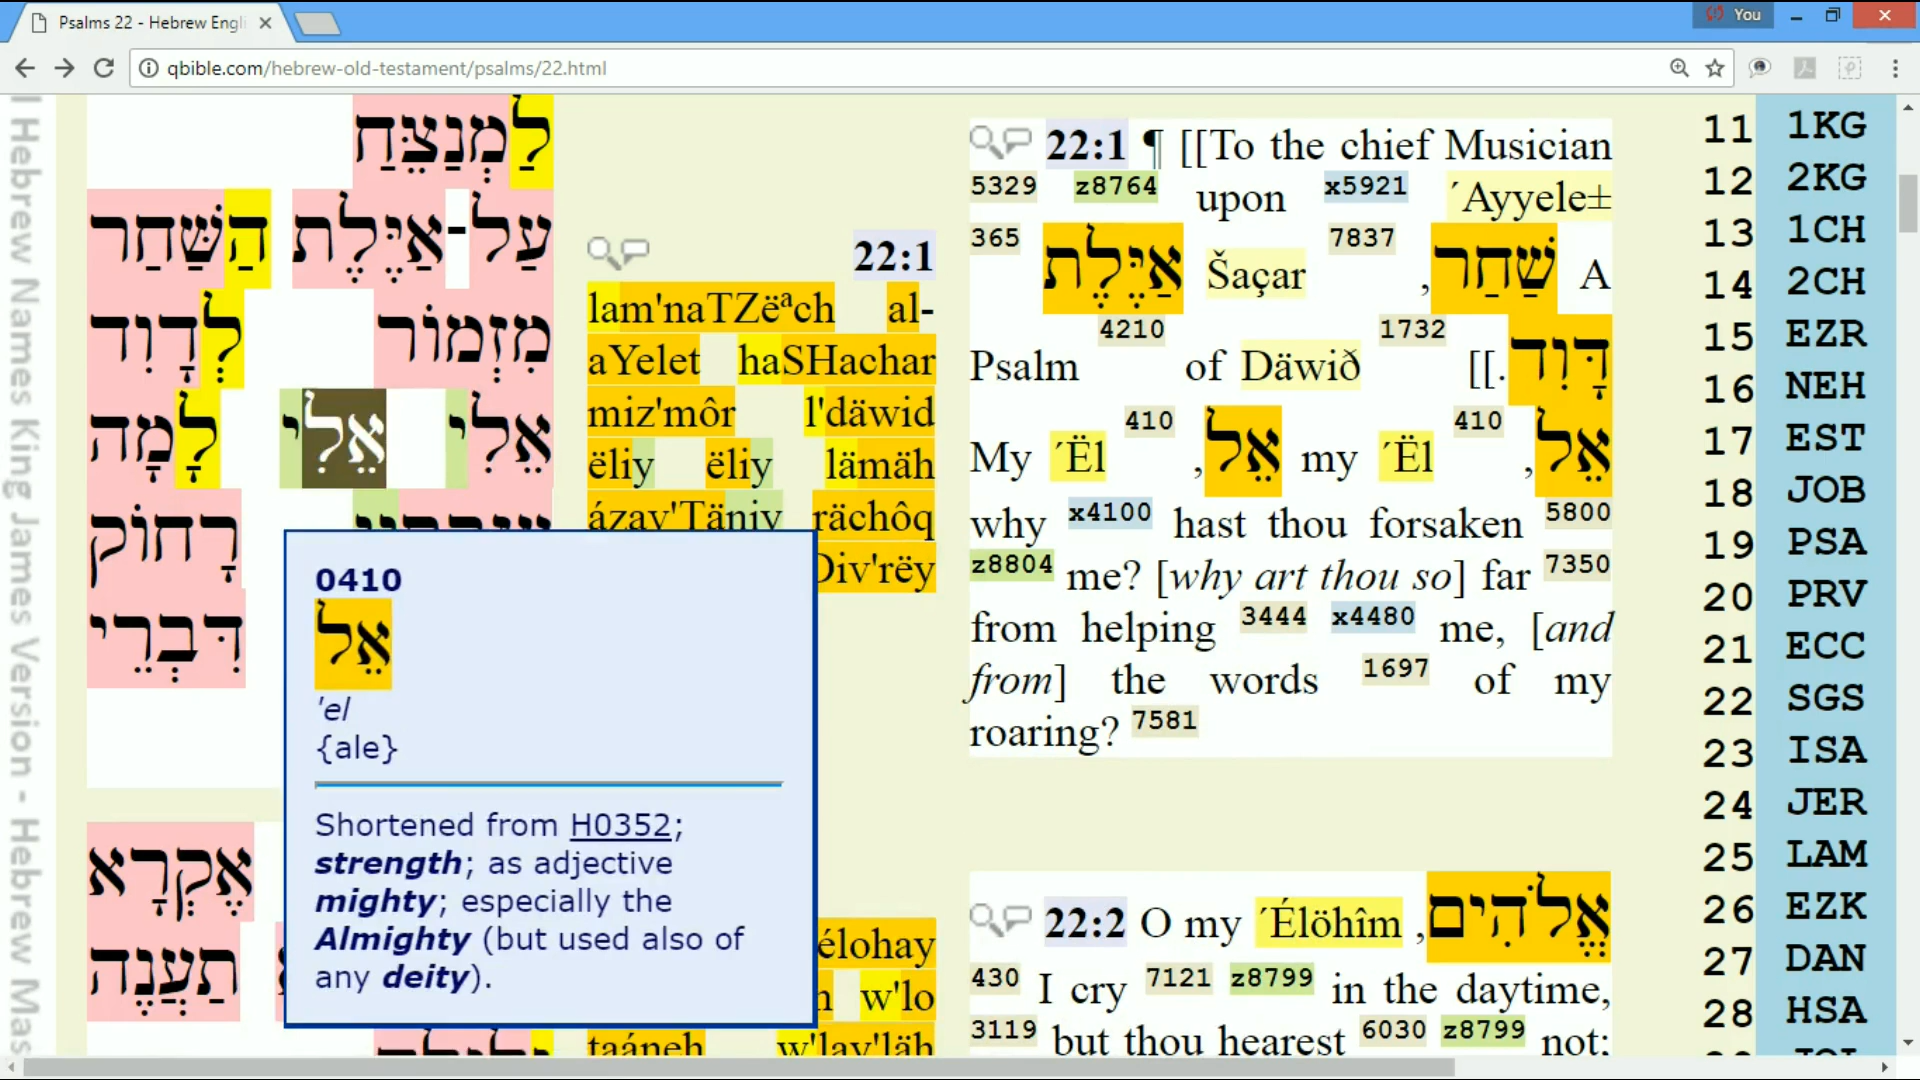 Psalms 22 - Hebrew Engli
You
qbible.com/hebrew-old-testament/psalms/22.html
Hebrew Names King James Version - Hebrew Mas
לַמְנַצֵּחַ
עַל-אַיֶּלֶת הַשַּׁחַר
מִזְמוֹר לְדָוִד
אֵלִי אֵלִי לָמָה
רָחוֹק
דִּבְרֵי
אֶקְרָא
תַעֲנֶה
22:1
lam'naTZëªch al-
aYelet haSHachar
miz'môr l'däwid
ëliy ëliy lämäh
ázav'Täniy rächôq
Div'rëy
élohay
w'lo
taáneh w'lay'läh
0410
אֵל
'el
{ale}
Shortened from H0352;
strength; as adjective
mighty; especially the
Almighty (but used also of
any deity).
22:1 ¶ [[To the chief Musician
5329 z8764 upon x5921 ´Ayyele±
365 אַיֶּלֶת Šaçar 7837 ,שַׁחַר A
Psalm 4210 of Däwið 1732 [[.דָּוִד
My ´Ël 410 ,אֵל my ´Ël 410 ,אֵל
why x4100 hast thou forsaken 5800
z8804 me? [why art thou so] far 7350
from helping 3444 x4480 me, [and
from] the words 1697 of my
roaring? 7581
22:2 O my ´Élöhîm ,אֱלֹהִים
430 I cry 7121 z8799 in the daytime,
3119 but thou hearest 6030 z8799 not;
11 1KG
12 2KG
13 1CH
14 2CH
15 EZR
16 NEH
17 EST
18 JOB
19 PSA
20 PRV
21 ECC
22 SGS
23 ISA
24 JER
25 LAM
26 EZK
27 DAN
28 HSA